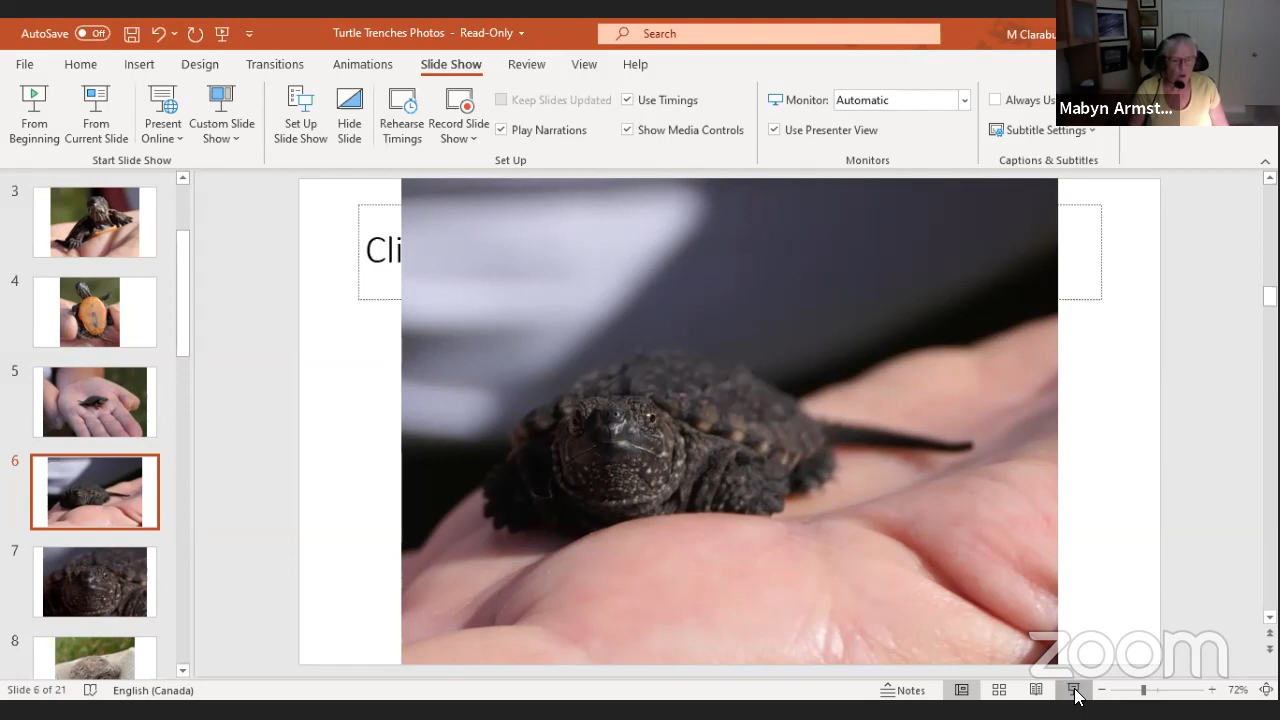 AutoSave Off Turtle Trenches Photos - Read-Only Search M Clarabu
File Home Insert Design Transitions Animations Slide Show Review View Help
From Beginning
From Current Slide
Present Online
Custom Slide Show
Start Slide Show
Set Up Slide Show
Hide Slide
Rehearse Timings
Record Slide Show
Keep Slides Updated
Play Narrations
Use Timings
Show Media Controls
Set Up
Monitor: Automatic
Use Presenter View
Monitors
Always Us
Subtitle Settings
Captions & Subtitles
Mabyn Armst...
3
4
5
6
7
8
Cli
zoom
Slide 6 of 21 English (Canada) Notes 72%